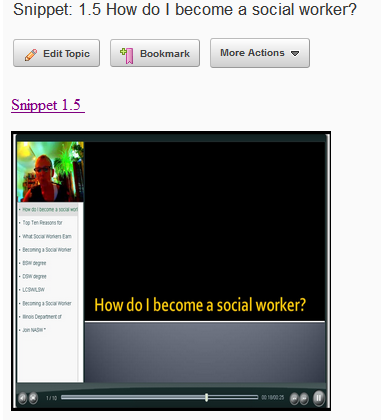 Snippet: 1.5 How do I become a social worker?
Edit Topic
Bookmark
More Actions
Snippet 1.5
How do I become a social wor
Top Ten Reasons for
What Social Workers Earn
Becoming a Social Worker
BSW degree
DSW degree
LCSW/LSW
Becoming a Social Worker
Illinois Department of
Join NASW
How do I become a social worker?
1 / 10
00:19/00:25